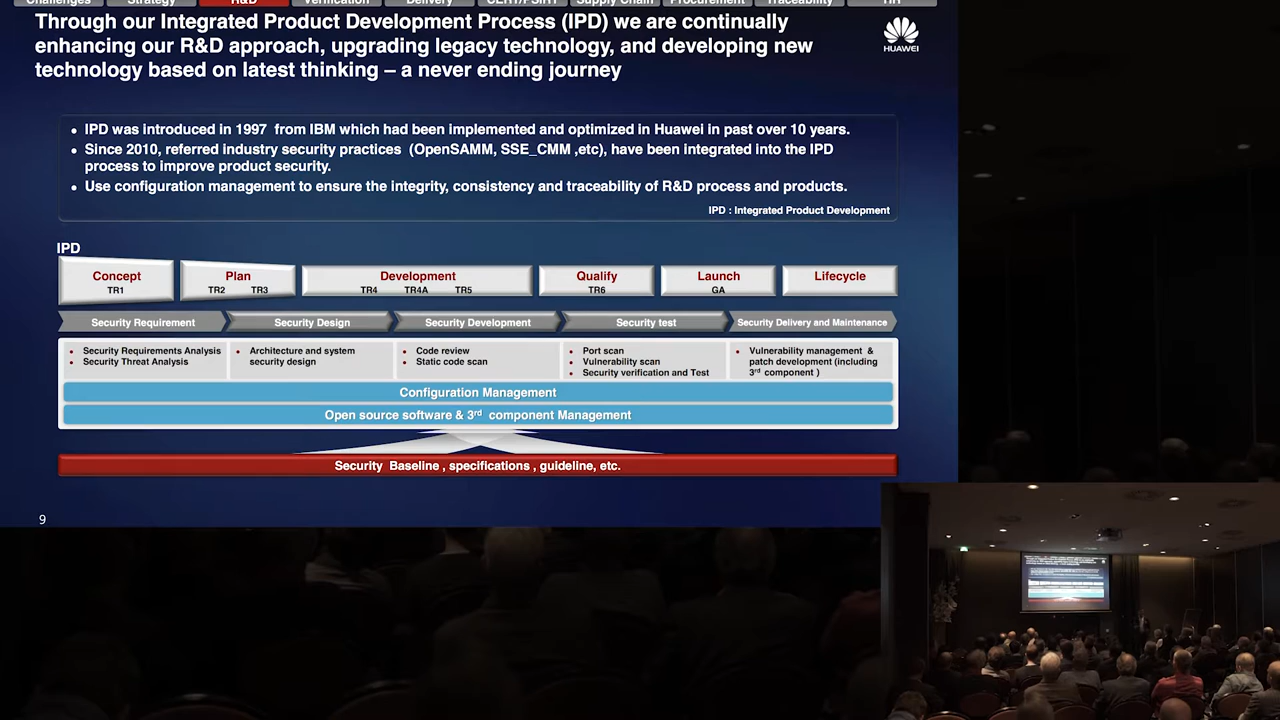 Challenges Strategy R&D Verification Delivery CERT/PSIRT Supply Chain Procurement Traceability HR
Through our Integrated Product Development Process (IPD) we are continually
enhancing our R&D approach, upgrading legacy technology, and developing new
technology based on latest thinking – a never ending journey
HUAWEI
• IPD was introduced in 1997 from IBM which had been implemented and optimized in Huawei in past over 10 years.
• Since 2010, referred industry security practices (OpenSAMM, SSE_CMM ,etc), have been integrated into the IPD
process to improve product security.
• Use configuration management to ensure the integrity, consistency and traceability of R&D process and products.
IPD : Integrated Product Development
IPD
Concept Plan Development Qualify Launch Lifecycle
TR1 TR2 TR3 TR4 TR4A TR5 TR6 GA
Security Requirement Security Design Security Development Security test Security Delivery and Maintenance
• Security Requirements Analysis
• Security Threat Analysis
• Architecture and system
security design
• Code review
• Static code scan
• Port scan
• Vulnerability scan
• Security verification and Test
• Vulnerability management &
patch development (including
3rd component )
Configuration Management
Open source software & 3rd component Management
Security Baseline , specifications , guideline, etc.
9